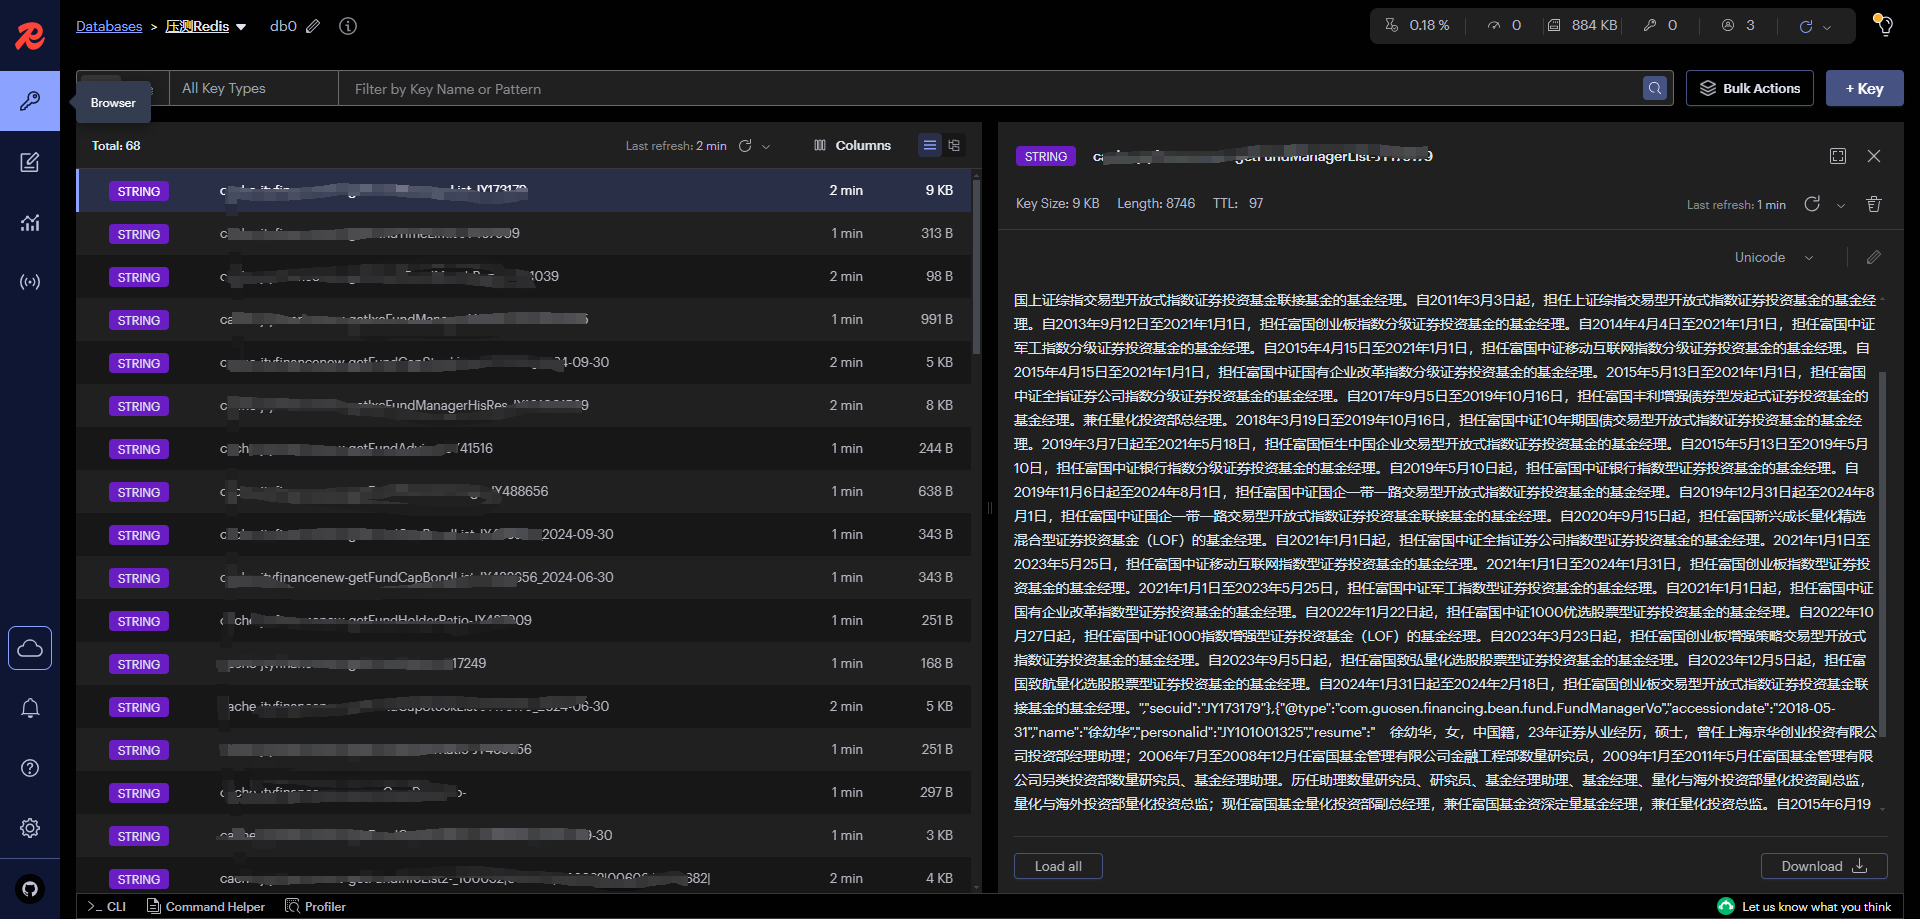 Databases > 压测Redis db0
0.18 % 0 884 KB 0 3
Browser
All Key Types
Filter by Key Name or Pattern
Bulk Actions
+ Key
Total: 68
Last refresh: 2 min
Columns
STRING 2 min 9 KB
STRING 1 min 313 B
STRING 1039 2 min 98 B
STRING 1 min 991 B
STRING 4-09-30 2 min 5 KB
STRING FundManagerHisRes 2 min 8 KB
STRING 41516 1 min 244 B
STRING Y488656 1 min 638 B
STRING _2024-09-30 1 min 343 B
STRING ityfinancenew-getFundCapBondList-JY488656_2024-06-30 1 min 343 B
STRING 1 min 251 B
STRING 17249 1 min 168 B
STRING 4-06-30 2 min 5 KB
STRING 1 min 251 B
STRING 1 min 297 B
STRING -30 1 min 3 KB
STRING 682| 2 min 4 KB
STRING
Key Size: 9 KB Length: 8746 TTL: 97
Last refresh: 1 min
Unicode
国上证综指交易型开放式指数证券投资基金联接基金的基金经理。自2011年3月3日起，担任上证综指交易型开放式指数证券投资基金的基金经
理。自2013年9月12日至2021年1月1日，担任富国创业板指数分级证券投资基金的基金经理。自2014年4月4日至2021年1月1日，担任富国中证
军工指数分级证券投资基金的基金经理。自2015年4月15日至2021年1月1日，担任富国中证移动互联网指数分级证券投资基金的基金经理。自
2015年4月15日至2021年1月1日，担任富国中证国有企业改革指数分级证券投资基金的基金经理。2015年5月13日至2021年1月1日，担任富国
中证全指证券公司指数分级证券投资基金的基金经理。自2017年9月5日至2019年10月16日，担任富国丰利增强债券型发起式证券投资基金的
基金经理。兼任量化投资部总经理。2018年3月19日至2019年10月16日，担任富国中证10年期国债交易型开放式指数证券投资基金的基金经
理。2019年3月7日起至2021年5月18日，担任富国恒生中国企业交易型开放式指数证券投资基金的基金经理。自2015年5月13日至2019年5月
10日，担任富国中证银行指数分级证券投资基金的基金经理。自2019年5月10日起，担任富国中证银行指数型证券投资基金的基金经理。自
2019年11月6日起至2024年8月1日，担任富国中证国企一带一路交易型开放式指数证券投资基金的基金经理。自2019年12月31日起至2024年8
月1日，担任富国中证国企一带一路交易型开放式指数证券投资基金联接基金的基金经理。自2020年9月15日起，担任富国新兴成长量化精选
混合型证券投资基金（LOF）的基金经理。自2021年1月1日起，担任富国中证全指证券公司指数型证券投资基金的基金经理。2021年1月1日至
2023年5月25日，担任富国中证移动互联网指数型证券投资基金的基金经理。2021年1月1日至2024年1月31日，担任富国创业板指数型证券投
资基金的基金经理。2021年1月1日至2023年5月25日，担任富国中证军工指数型证券投资基金的基金经理。自2021年1月1日起，担任富国中证
国有企业改革指数型证券投资基金的基金经理。自2022年11月22日起，担任富国中证1000优选股票型证券投资基金的基金经理。自2022年10
月27日起，担任富国中证1000指数增强型证券投资基金（LOF）的基金经理。自2023年3月23日起，担任富国创业板增强策略交易型开放式
指数证券投资基金的基金经理。自2023年9月5日起，担任富国致弘量化选股股票型证券投资基金的基金经理。自2023年12月5日起，担任富
国致航量化选股股票型证券投资基金的基金经理。自2024年1月31日起至2024年2月18日，担任富国创业板交易型开放式指数证券投资基金联
接基金的基金经理。","secuid":"JY173179"},{"@type":"com.guosen.financing.bean.fund.FundManagerVo","accessiondate":"2018-05-
31","name":"徐幼华","personalid":"JY101001325","resume":" 徐幼华，女，中国籍，23年证券从业经历，硕士，曾任上海京华创业投资有限公
司投资部经理助理；2006年7月至2008年12月任富国基金管理有限公司金融工程部数量研究员，2009年1月至2011年5月任富国基金管理有限
公司另类投资部数量研究员、基金经理助理。历任助理数量研究员、研究员、基金经理助理、基金经理、量化与海外投资部量化投资副总监，
量化与海外投资部量化投资总监；现任富国基金量化投资部副总经理，兼任富国基金资深定量基金经理，兼任量化投资总监。自2015年6月19
Load all
Download
>_ CLI Command Helper Profiler
Let us know what you think